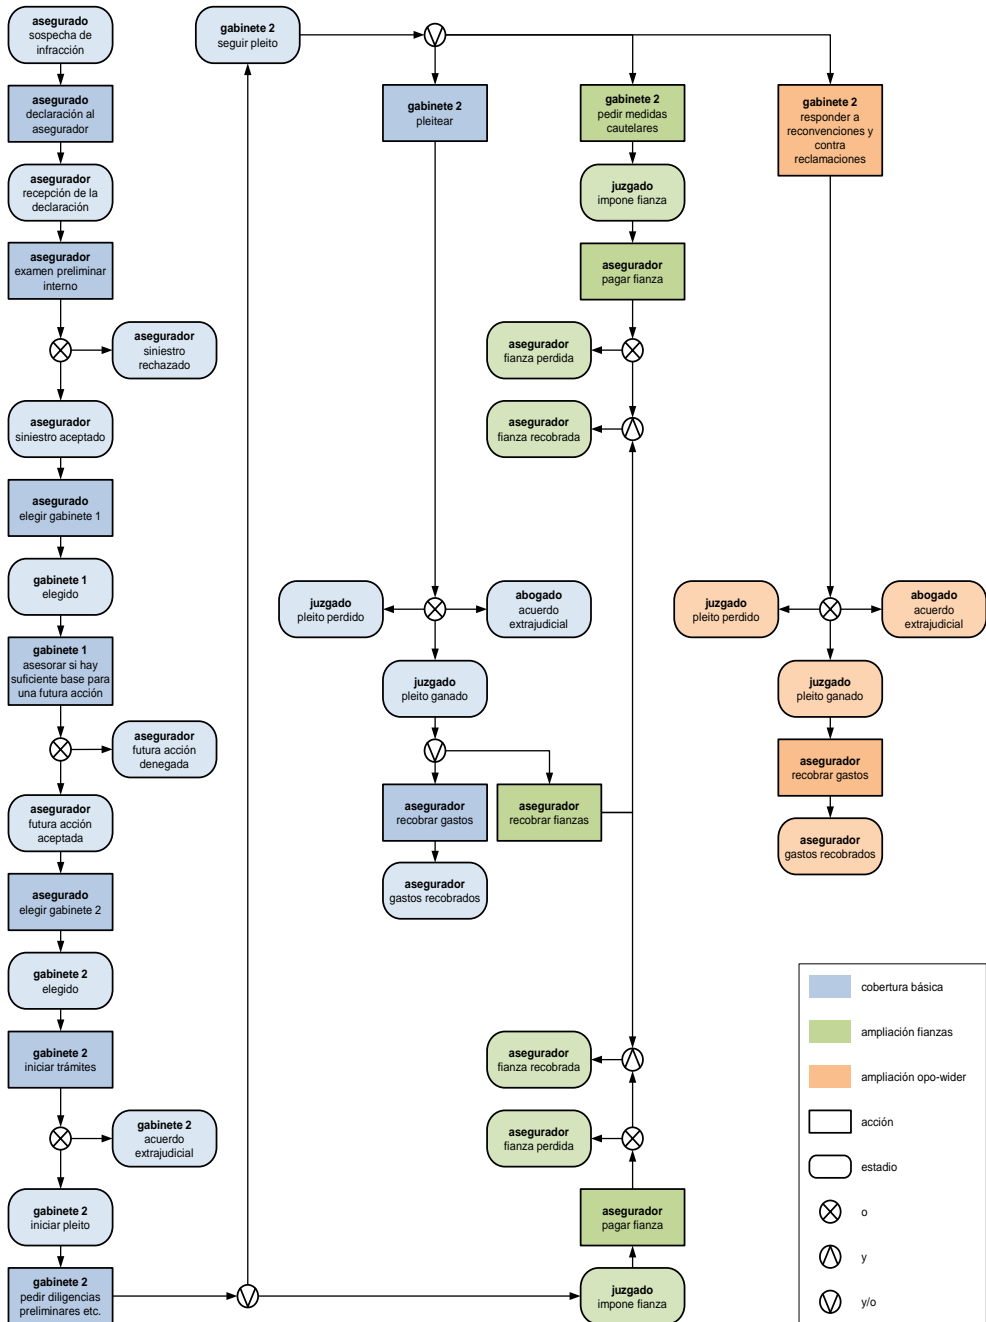 asegurado
sospecha de
infracción
asegurado
declaración al
asegurador
asegurador
recepción de la
declaración
asegurador
examen preliminar
interno
asegurador
siniestro
rechazado
asegurador
siniestro aceptado
asegurado
elegir gabinete 1
gabinete 1
elegido
gabinete 1
asesorar si hay
suficiente base para
una futura acción
asegurador
futura acción
denegada
asegurador
futura acción
aceptada
asegurado
elegir gabinete 2
gabinete 2
elegido
gabinete 2
iniciar trámites
gabinete 2
acuerdo
extrajudicial
gabinete 2
iniciar pleito
gabinete 2
pedir diligencias
preliminares etc.
gabinete 2
seguir pleito
gabinete 2
pleitear
juzgado
pleito perdido
abogado
acuerdo
extrajudicial
juzgado
pleito ganado
asegurador
recobrar gastos
asegurador
recobrar fianzas
asegurador
gastos recobrados
gabinete 2
pedir medidas
cautelares
juzgado
impone fianza
asegurador
pagar fianza
asegurador
fianza perdida
asegurador
fianza recobrada
asegurador
fianza recobrada
asegurador
fianza perdida
asegurador
pagar fianza
juzgado
impone fianza
gabinete 2
responder a
reconvenciones y
contra
reclamaciones
juzgado
pleito perdido
abogado
acuerdo
extrajudicial
juzgado
pleito ganado
asegurador
recobrar gastos
asegurador
gastos recobrados
cobertura básica
ampliación fianzas
ampliación opo-wider
acción
estadio
o
y
y/o